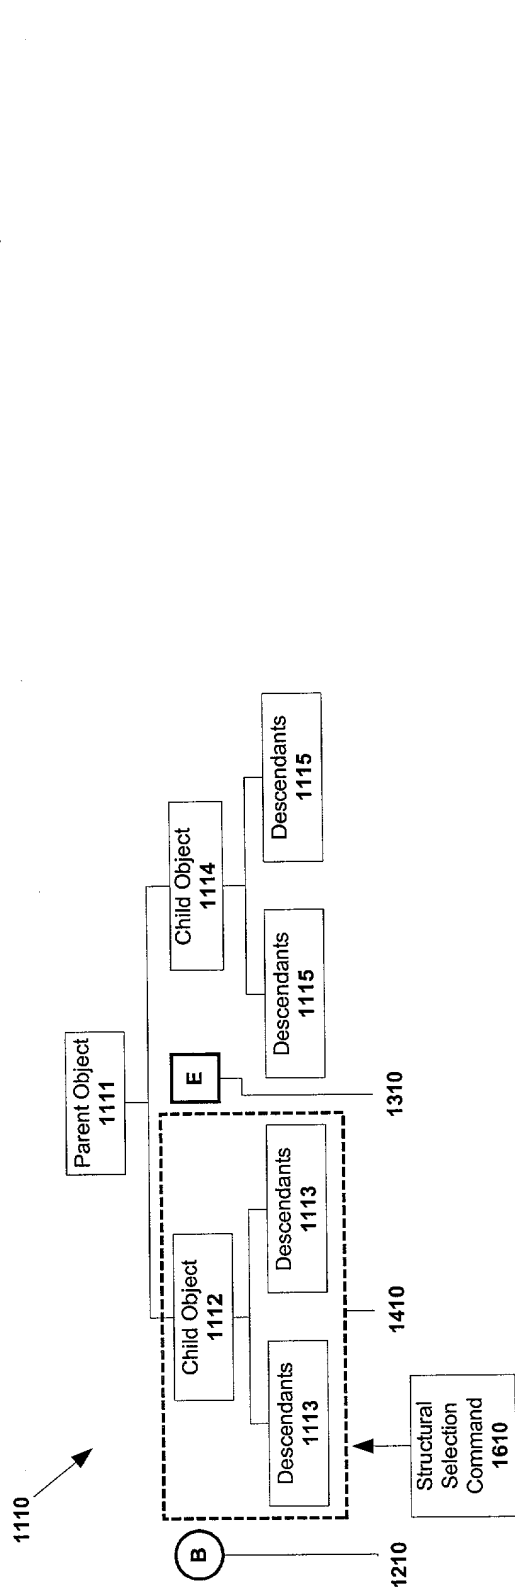 1110
Parent Object
1111
Child Object
1112
Child Object
1114
B
E
Descendants
1113
Descendants
1113
Descendants
1115
Descendants
1115
1210
1410
1310
Structural
Selection
Command
1610